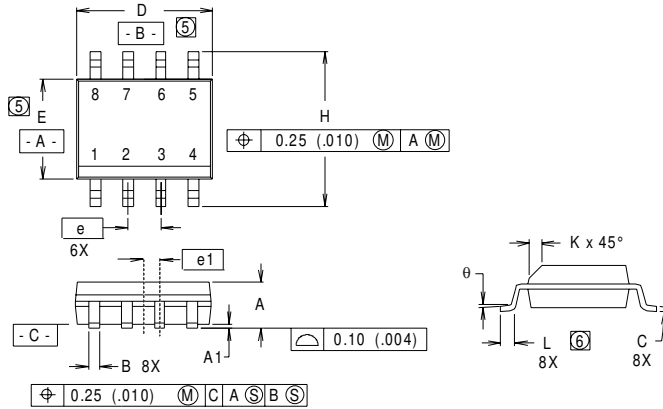 D
- B - 5
8 7 6 5
5 E
H
- A -
⌖ 0.25 (.010) Ⓜ A Ⓜ
1 2 3 4
e
6X
e1
K x 45°
θ
A
- C -
A1
⌓ 0.10 (.004)
B 8X
L 6
8X
C
8X
⌖ 0.25 (.010) Ⓜ C A Ⓢ B Ⓢ